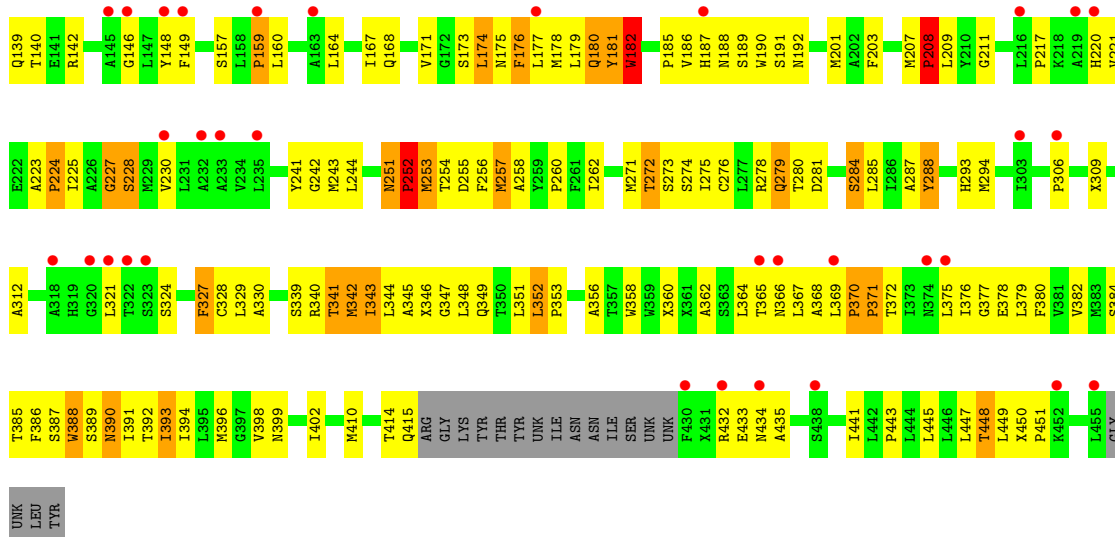 Q139 T140 E141 R142 A145 G146 L147 Y148 F149 S157 L158 P159 L160 A163 L164 I167 Q168 V171 G172 S173 L174 N175 F176 L177 M178 L179 Q180 Y181 W182 P185 V186 H187 N188 S189 W190 S191 N192 M201 A202 F203 M207 P208 L209 Y210 G211 L216 P217 K218 A219 H220 V221
E222 A223 P224 I225 A226 G227 S228 M229 V230 L231 A232 A233 V234 L235 Y241 G242 M243 L244 N251 P252 M253 T254 D255 F256 M257 A258 Y259 P260 F261 I262 M271 T272 S273 S274 I275 C276 L277 R278 Q279 T280 D281 S284 L285 I286 A287 Y288 H293 M294 I303 P306 X309
A312 A318 H319 G320 L321 T322 S323 S324 F327 C328 L329 A330 S339 R340 T341 M342 I343 L344 A345 X346 G347 L348 Q349 T350 L351 L352 P353 A356 T357 W358 W359 X360 X361 A362 S363 L364 T365 N366 L367 A368 L369 P370 P371 T372 I373 N374 L375 I376 G377 E378 L379 F380 V381 V382 M383 S384
T385 F386 S387 W388 S389 N390 I391 T392 I393 I394 L395 M396 G397 V398 N399 I402 M410 T414 Q415 ARG GLY LYS TYR THR TYR UNK ILE ASN ASN ILE SER UNK UNK F430 X431 R432 E433 N434 A435 S438 I441 L442 P443 L444 L445 L446 L447 T448 L449 X450 P451 K452 L455 GLY
UNK LEU TYR